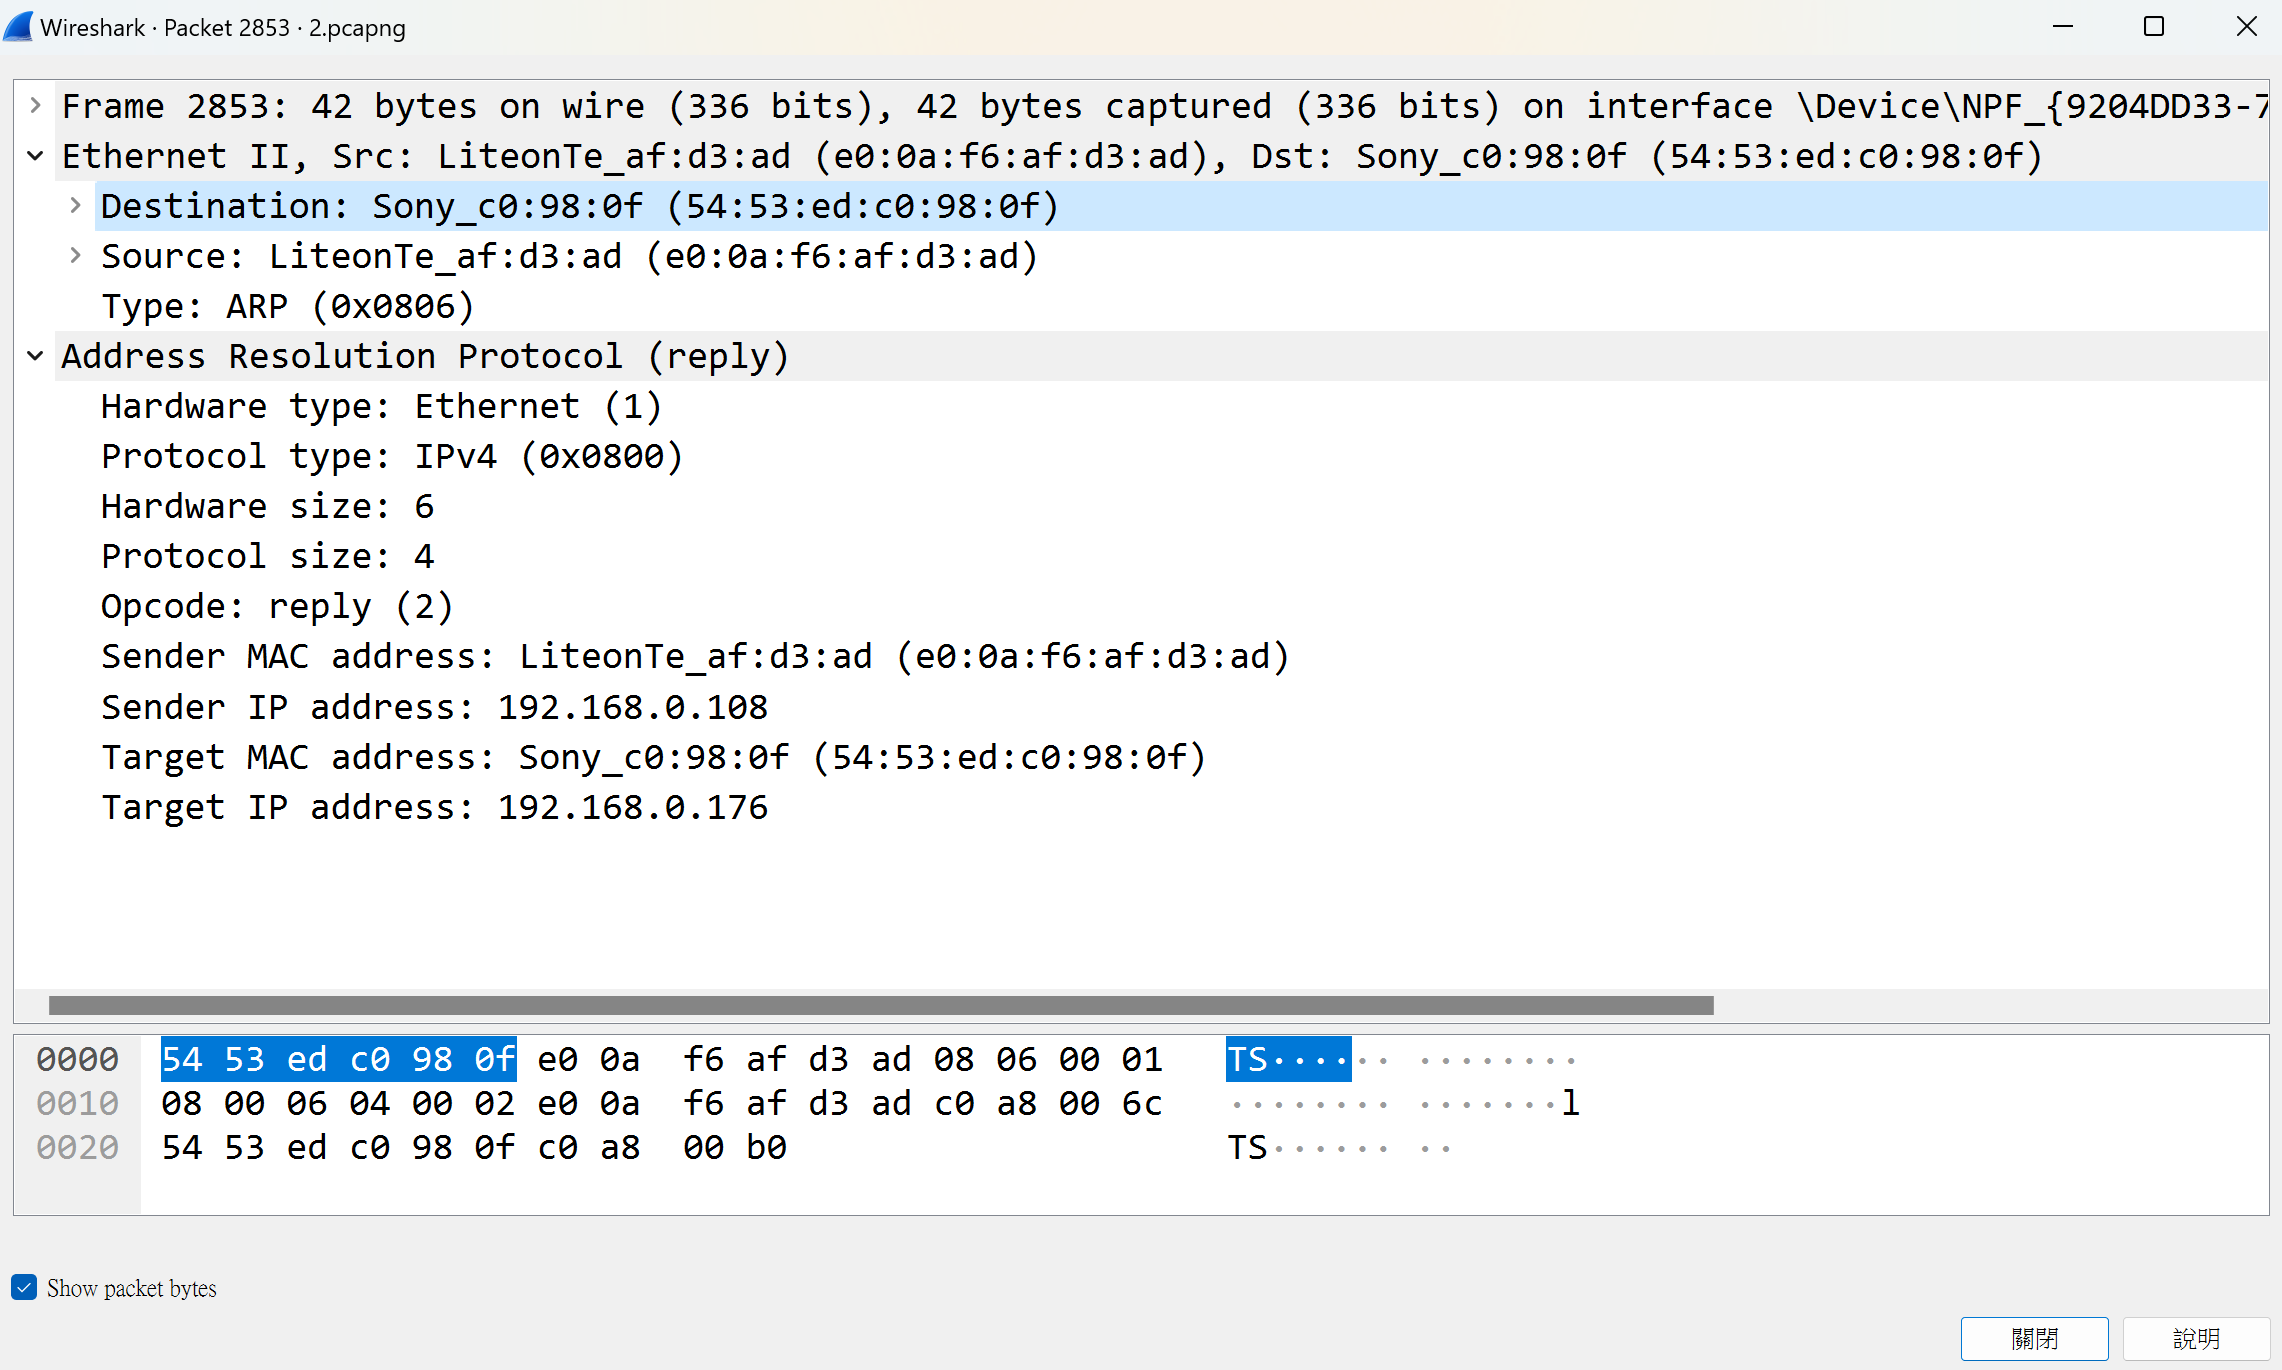 Wireshark · Packet 2853 · 2.pcapng
Frame 2853: 42 bytes on wire (336 bits), 42 bytes captured (336 bits) on interface \Device\NPF_{9204DD33-7
Ethernet II, Src: LiteonTe_af:d3:ad (e0:0a:f6:af:d3:ad), Dst: Sony_c0:98:0f (54:53:ed:c0:98:0f)
Destination: Sony_c0:98:0f (54:53:ed:c0:98:0f)
Source: LiteonTe_af:d3:ad (e0:0a:f6:af:d3:ad)
Type: ARP (0x0806)
Address Resolution Protocol (reply)
Hardware type: Ethernet (1)
Protocol type: IPv4 (0x0800)
Hardware size: 6
Protocol size: 4
Opcode: reply (2)
Sender MAC address: LiteonTe_af:d3:ad (e0:0a:f6:af:d3:ad)
Sender IP address: 192.168.0.108
Target MAC address: Sony_c0:98:0f (54:53:ed:c0:98:0f)
Target IP address: 192.168.0.176
0000 54 53 ed c0 98 0f e0 0a f6 af d3 ad 08 06 00 01 TS······ ········
0010 08 00 06 04 00 02 e0 0a f6 af d3 ad c0 a8 00 6c ········ ·······l
0020 54 53 ed c0 98 0f c0 a8 00 b0 TS······ ··
Show packet bytes
關閉 說明